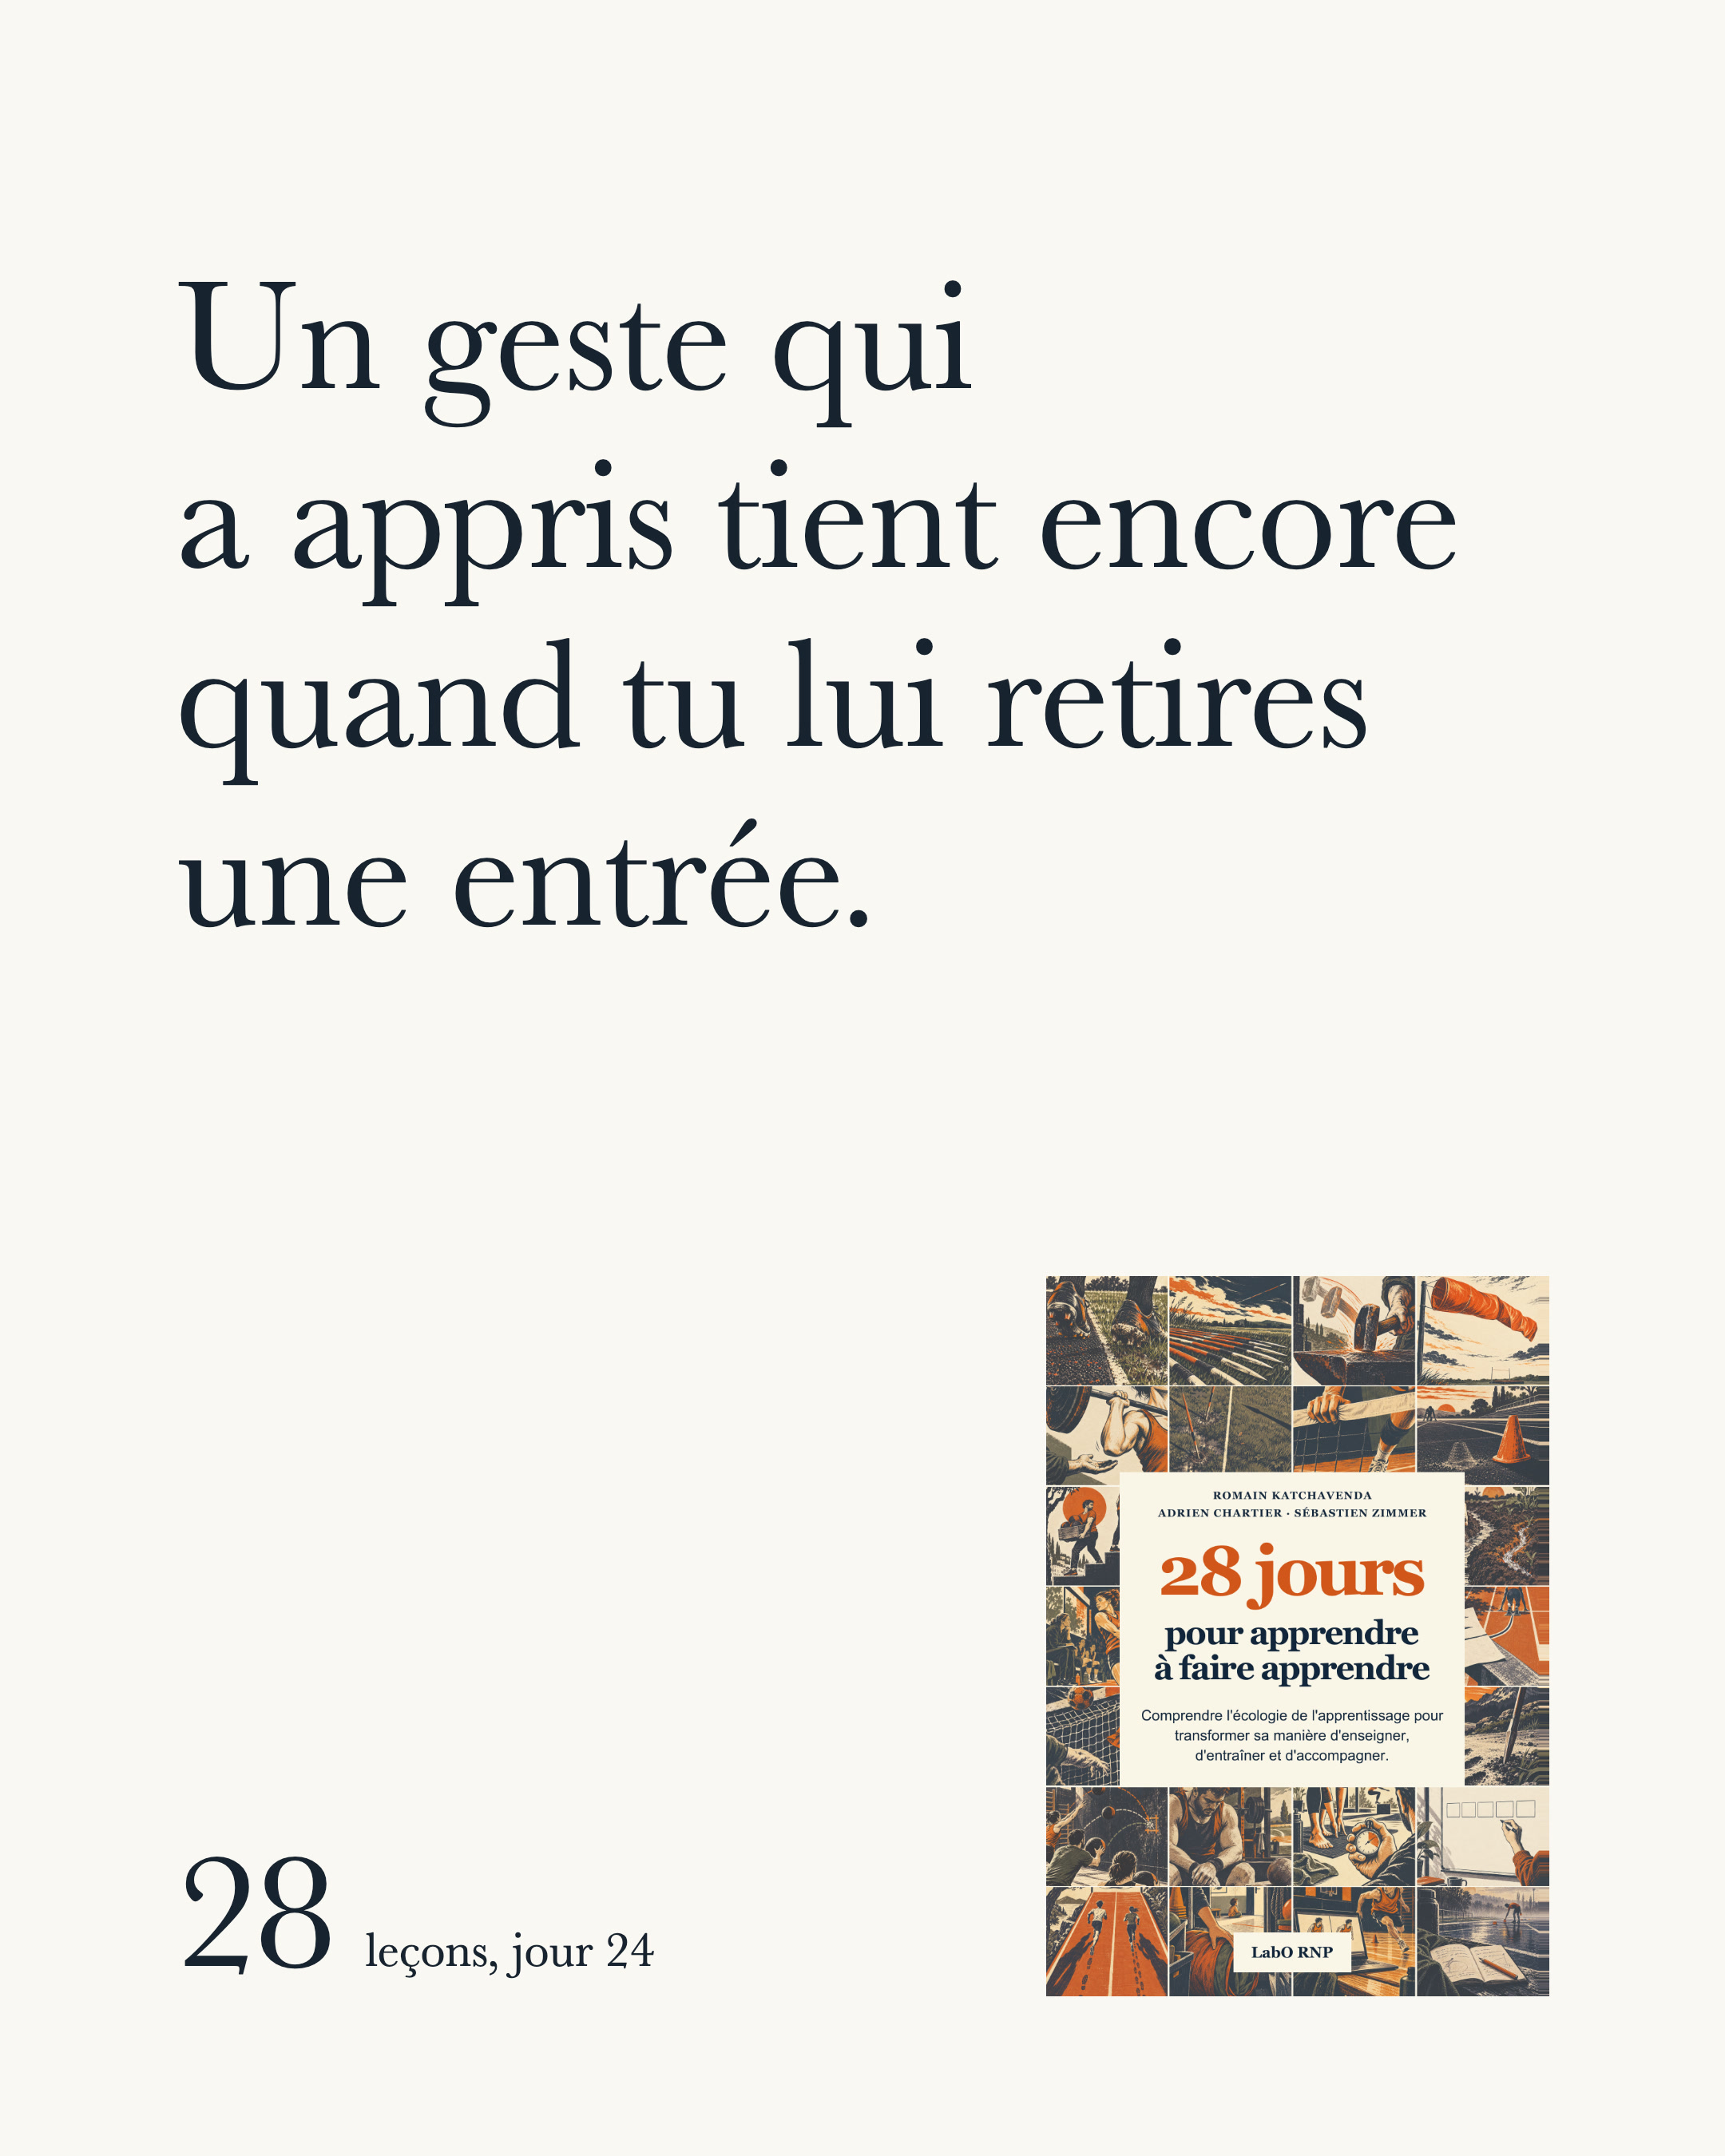 Un geste qui
a appris tient encore
quand tu lui retires
une entrée.
ROMAIN KATCHAVENDA
ADRIEN CHARTIER · SÉBASTIEN ZIMMER
28 jours
pour apprendre
à faire apprendre
Comprendre l'écologie de l'apprentissage pour
transformer sa manière d'enseigner,
d'entraîner et d'accompagner.
LabO RNP
28 leçons, jour 24